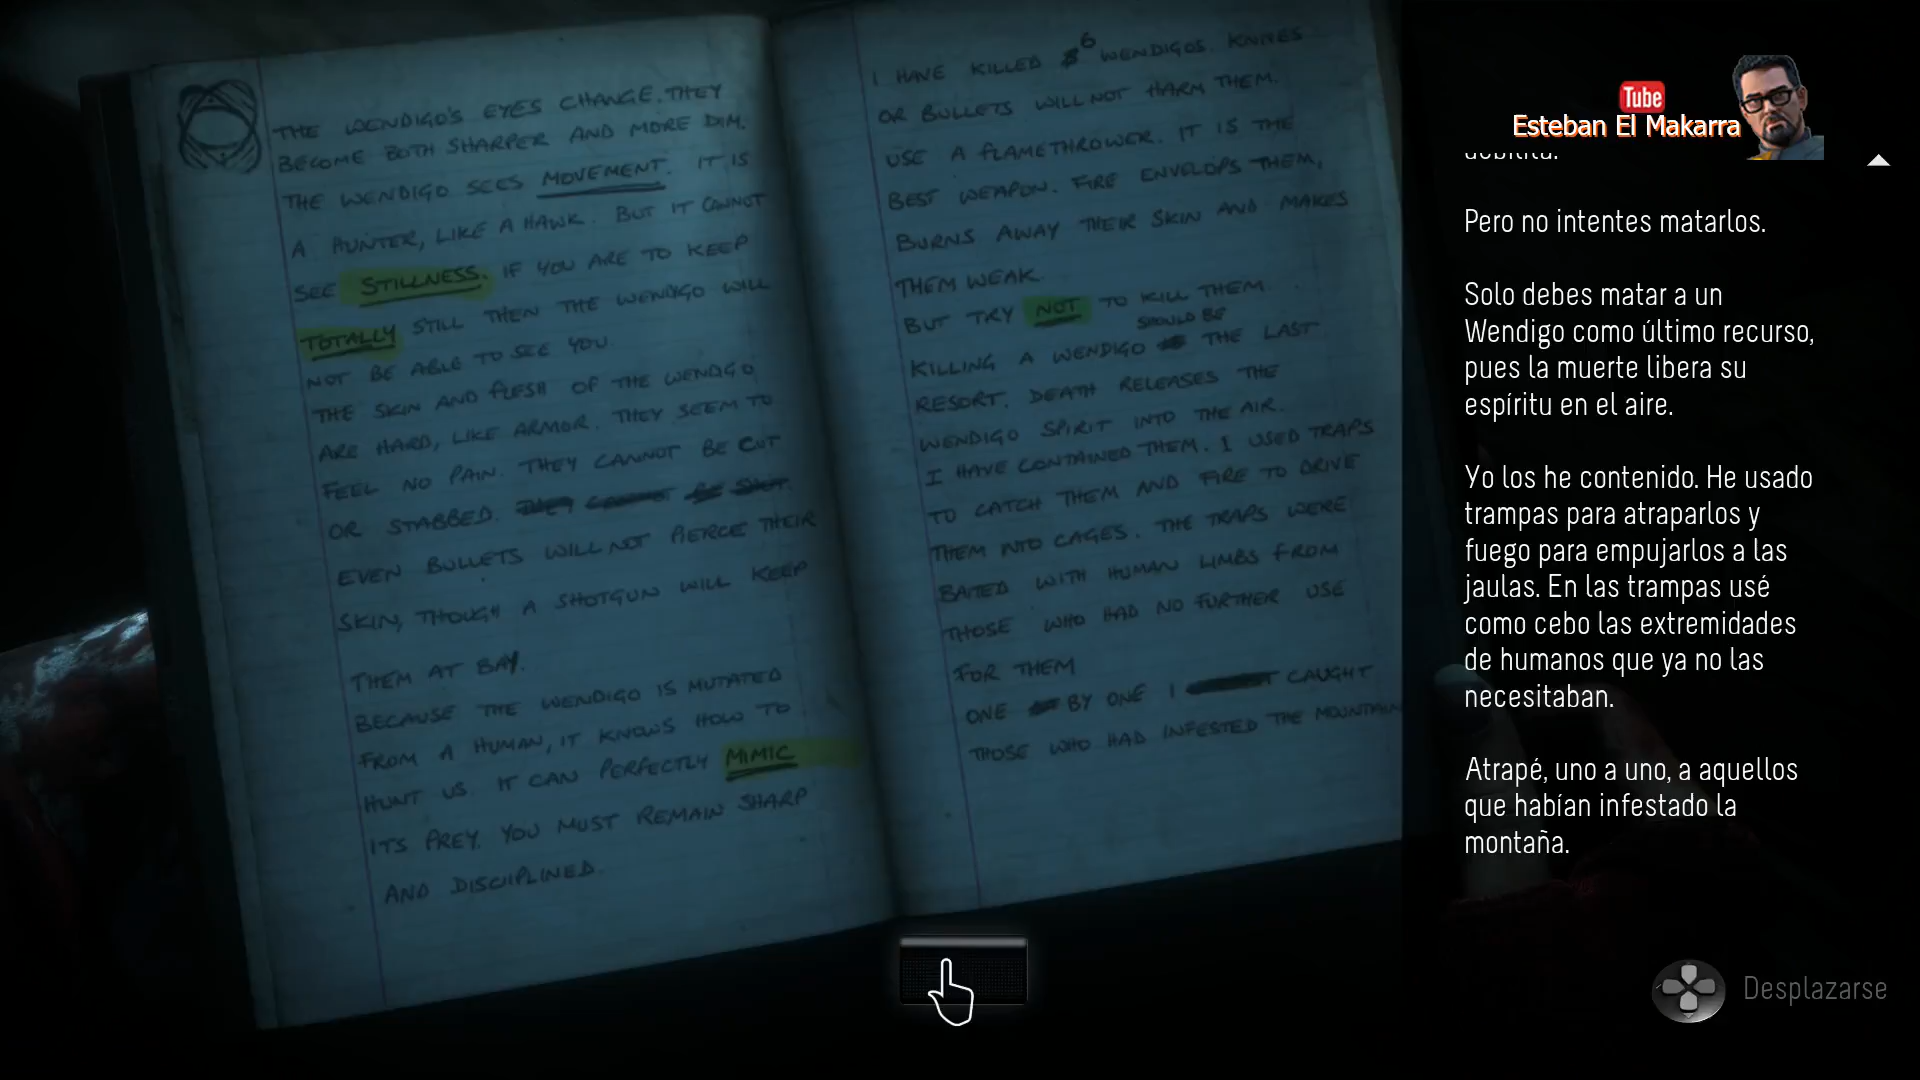 THE WENDIGO'S EYES CHANGE. THEY
BECOME BOTH SHARPER AND MORE DIM.
THE WENDIGO SEES MOVEMENT. IT IS
A HUNTER, LIKE A HAWK. BUT IT CANNOT
SEE STILLNESS. IF YOU ARE TO KEEP
TOTALLY STILL THEN THE WENDIGO WILL
NOT BE ABLE TO SEE YOU.
THE SKIN AND FLESH OF THE WENDIGO
ARE HARD, LIKE ARMOR. THEY SEEM TO
FEEL NO PAIN. THEY CANNOT BE CUT
OR STABBED. THEY CANNOT BE SHOT.
EVEN BULLETS WILL NOT PIERCE THEIR
SKIN, THOUGH A SHOTGUN WILL KEEP
THEM AT BAY.
BECAUSE THE WENDIGO IS MUTATED
FROM A HUMAN, IT KNOWS HOW TO
HUNT US. IT CAN PERFECTLY MIMIC
ITS PREY. YOU MUST REMAIN SHARP
AND DISCIPLINED.
I HAVE KILLED 6 WENDIGOS. KNIVES
OR BULLETS WILL NOT HARM THEM.
USE A FLAMETHROWER. IT IS THE
BEST WEAPON. FIRE ENVELOPS THEM,
BURNS AWAY THEIR SKIN AND MAKES
THEM WEAK.
BUT TRY NOT TO KILL THEM
SHOULD BE
KILLING A WENDIGO THE LAST
RESORT. DEATH RELEASES THE
WENDIGO SPIRIT INTO THE AIR.
I HAVE CONTAINED THEM. I USED TRAPS
TO CATCH THEM AND FIRE TO DRIVE
THEM INTO CAGES. THE TRAPS WERE
BAITED WITH HUMAN LIMBS FROM
THOSE WHO HAD NO FURTHER USE
FOR THEM
ONE BY ONE I CAUGHT
THOSE WHO HAD INFESTED THE MOUNTAIN
Tube
Esteban El Makarra
debilita.
Pero no intentes matarlos.
Solo debes matar a un
Wendigo como último recurso,
pues la muerte libera su
espíritu en el aire.
Yo los he contenido. He usado
trampas para atraparlos y
fuego para empujarlos a las
jaulas. En las trampas usé
como cebo las extremidades
de humanos que ya no las
necesitaban.
Atrapé, uno a uno, a aquellos
que habían infestado la
montaña.
Desplazarse